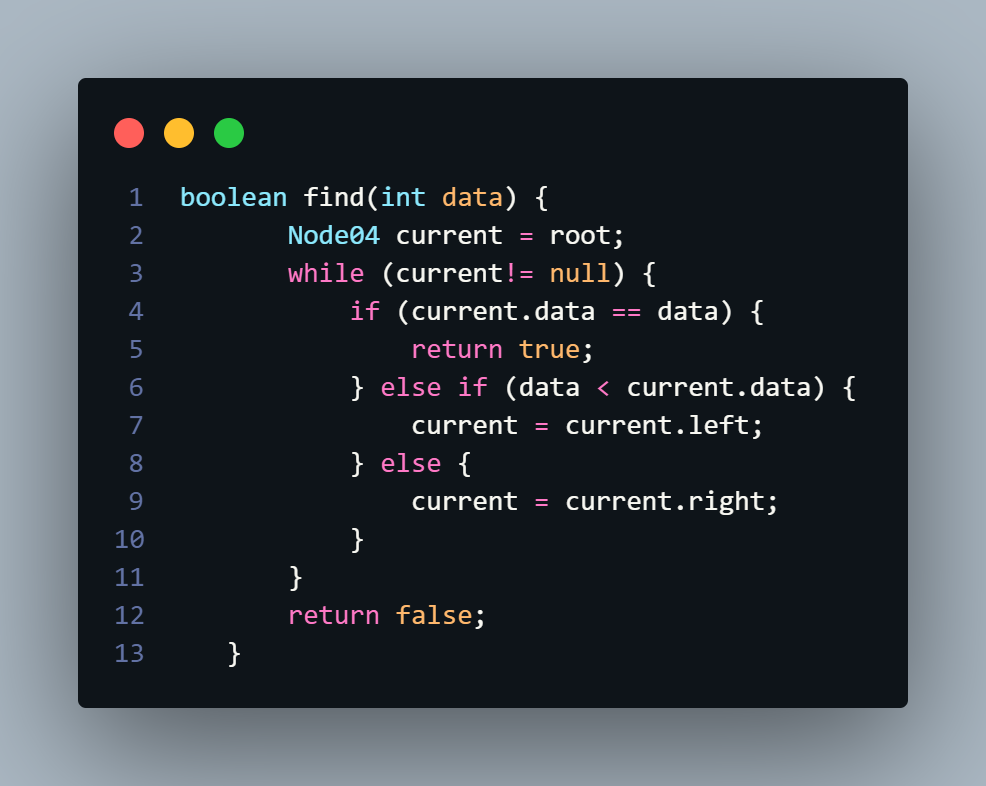 1 boolean find(int data) {
2 Node04 current = root;
3 while (current!= null) {
4 if (current.data == data) {
5 return true;
6 } else if (data < current.data) {
7 current = current.left;
8 } else {
9 current = current.right;
10 }
11 }
12 return false;
13 }